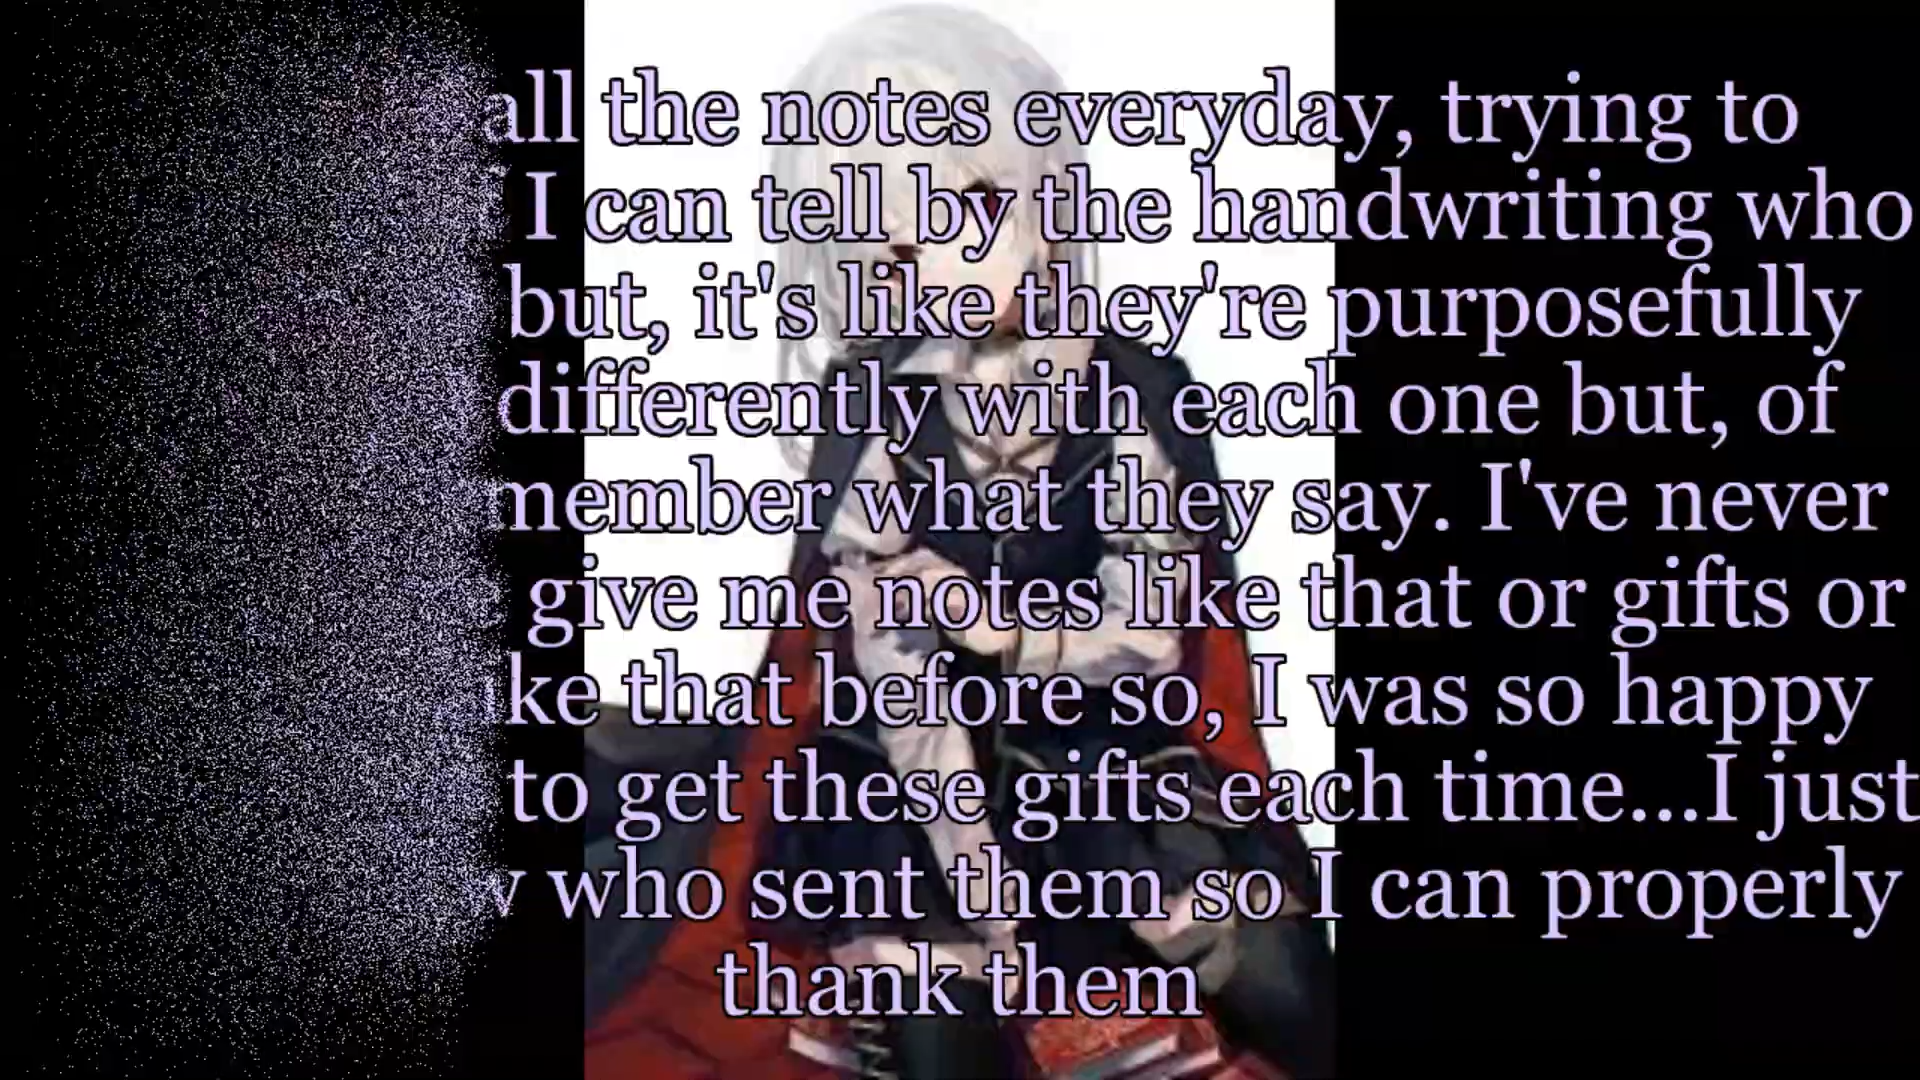 all the notes everyday, trying to
I can tell by the handwriting who
but, it's like they're purposefully
differently with each one but, of
member what they say. I've never
give me notes like that or gifts or
ke that before so, I was so happy
to get these gifts each time...I just
who sent them so I can properly
thank them